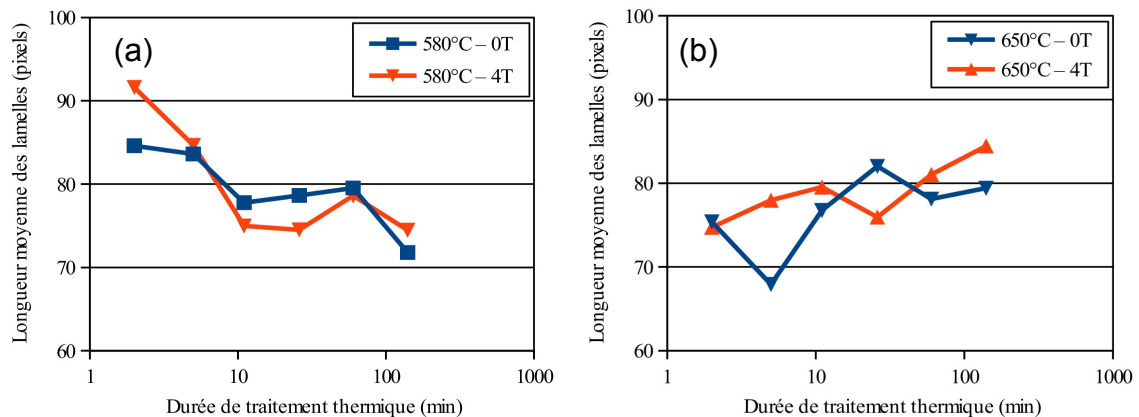 (a)
580°C – 0T
580°C – 4T
Longueur moyenne des lamelles (pixels)
100
90
80
70
60
1
10
100
1000
Durée de traitement thermique (min)
(b)
650°C – 0T
650°C – 4T
Longueur moyenne des lamelles (pixels)
100
90
80
70
60
1
10
100
1000
Durée de traitement thermique (min)